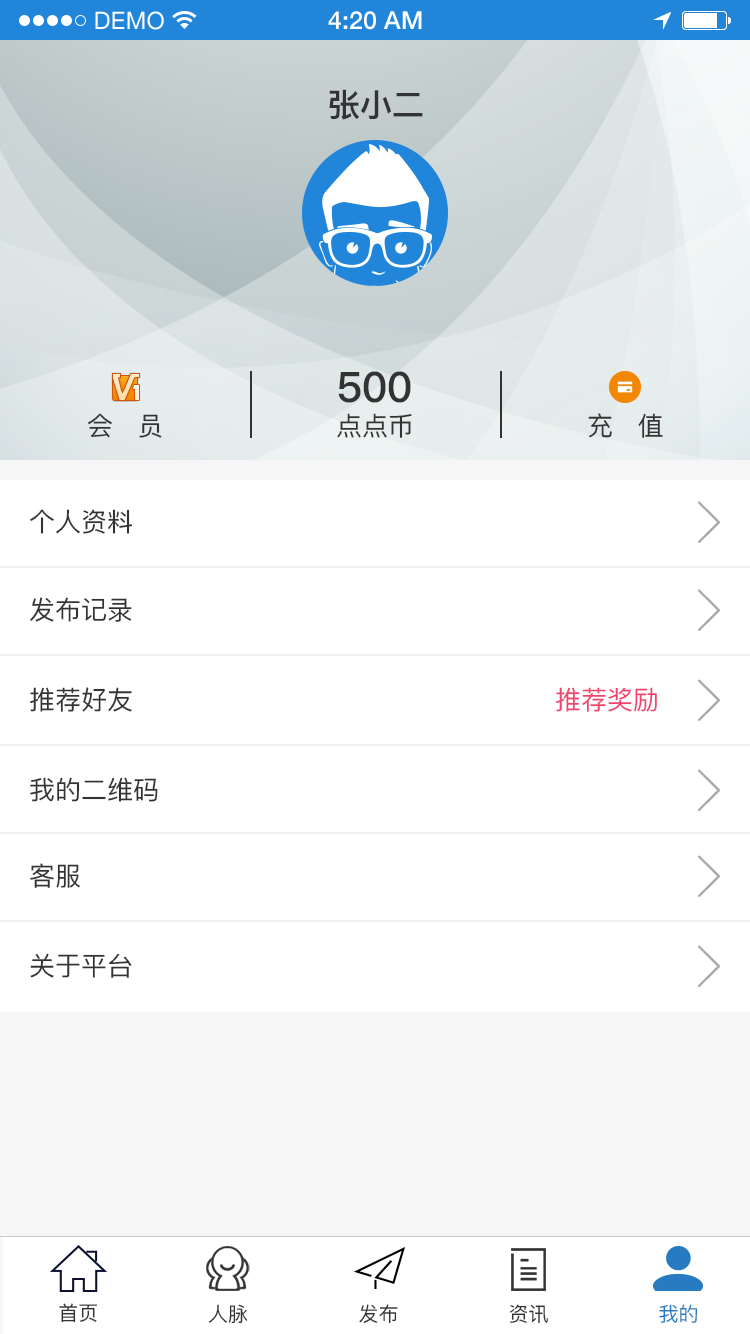 DEMO 4:20 AM
张小二
V1 500
会 员 点点币 充 值
个人资料
发布记录
推荐好友 推荐奖励
我的二维码
客服
关于平台
首页 人脉 发布 资讯 我的